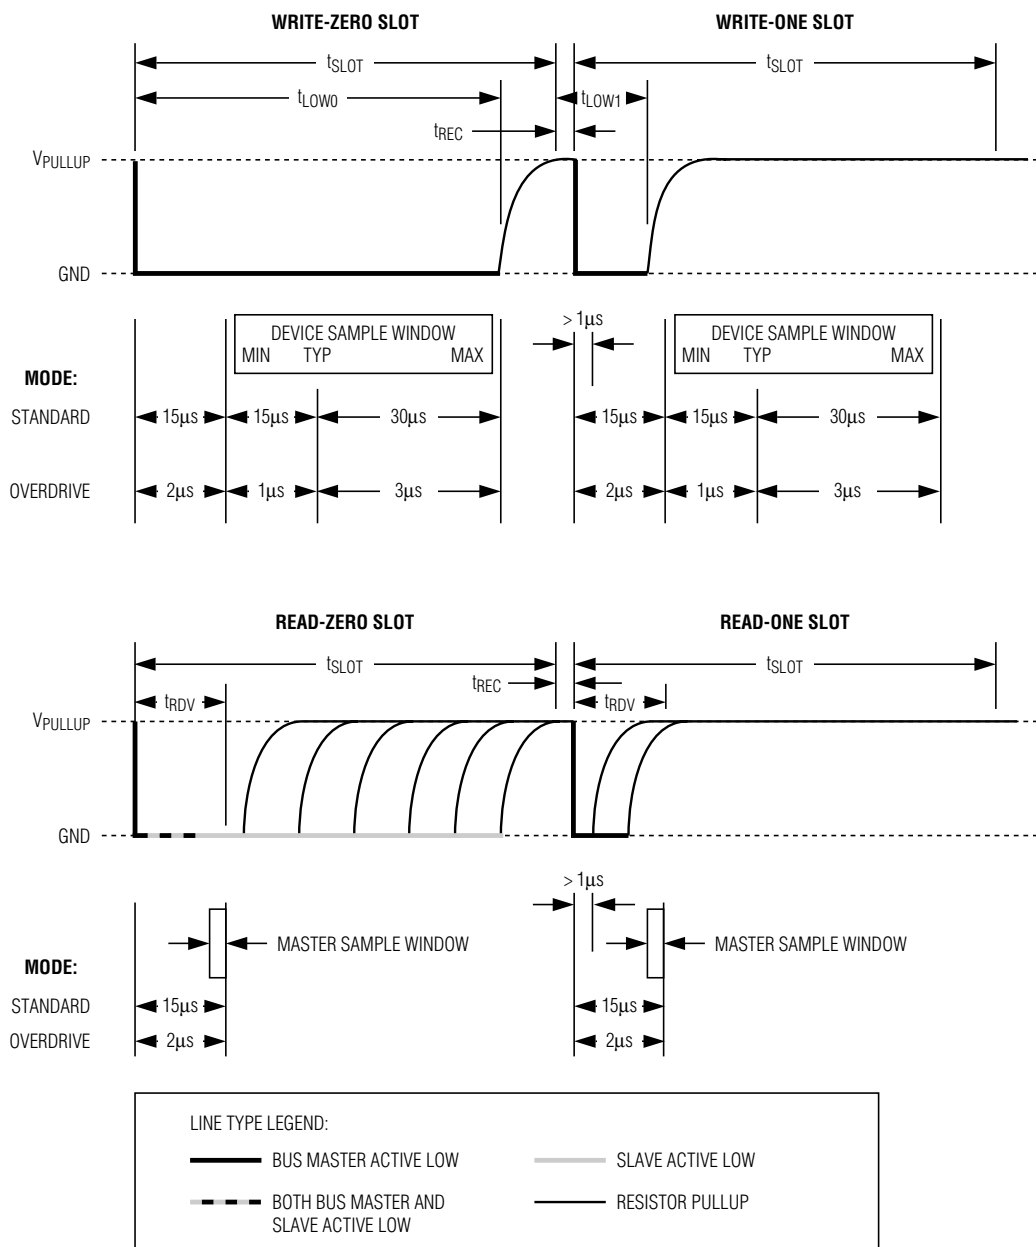 WRITE-ZERO SLOT WRITE-ONE SLOT
tSLOT tSLOT
tLOW0 tLOW1
tREC
VPULLUP
GND
> 1µs
DEVICE SAMPLE WINDOW DEVICE SAMPLE WINDOW
MIN TYP MAX MIN TYP MAX
MODE:
STANDARD 15µs 15µs 30µs 15µs 15µs 30µs
OVERDRIVE 2µs 1µs 3µs 2µs 1µs 3µs
READ-ZERO SLOT READ-ONE SLOT
tSLOT tSLOT
tREC
tRDV tRDV
VPULLUP
GND
> 1µs
MASTER SAMPLE WINDOW MASTER SAMPLE WINDOW
MODE:
STANDARD 15µs 15µs
OVERDRIVE 2µs 2µs
LINE TYPE LEGEND:
BUS MASTER ACTIVE LOW SLAVE ACTIVE LOW
BOTH BUS MASTER AND RESISTOR PULLUP
SLAVE ACTIVE LOW